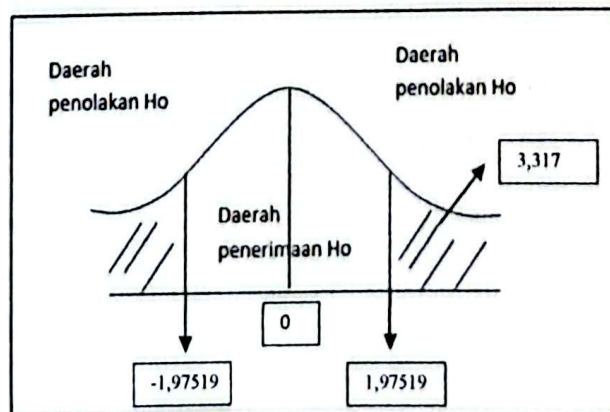 Daerah
penolakan Ho
Daerah
penolakan Ho
3,317
Daerah
penerimaan Ho
0
-1,97519
1,97519